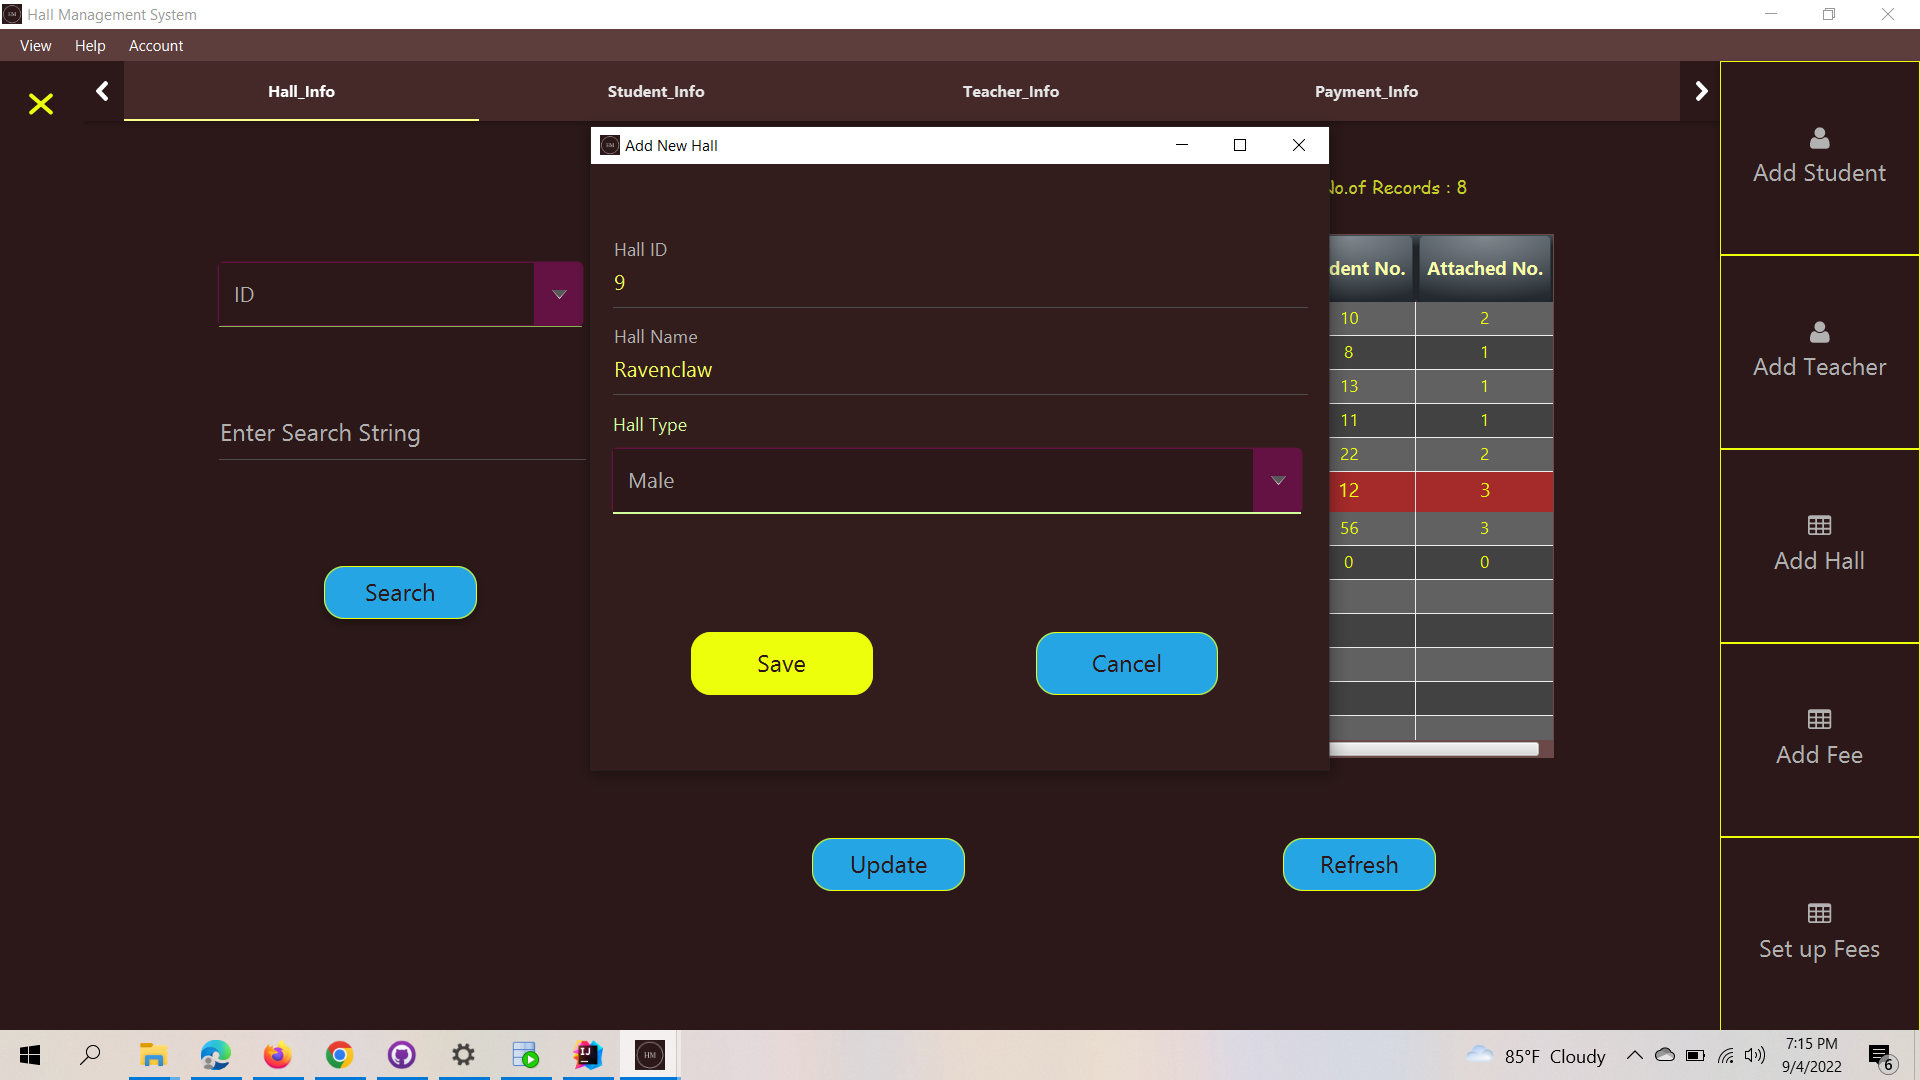 Hall Management System
View Help Account
Hall_Info Student_Info Teacher_Info Payment_Info
Add New Hall
No.of Records : 8
Hall ID
9
Hall Name
Ravenclaw
Hall Type
Male
Save Cancel
ID
Enter Search String
Search
dent No. Attached No.
10 2
8 1
13 1
11 1
22 2
12 3
56 3
0 0
Update Refresh
Add Student
Add Teacher
Add Hall
Add Fee
Set up Fees
HM
85°F Cloudy
7:15 PM
9/4/2022
6